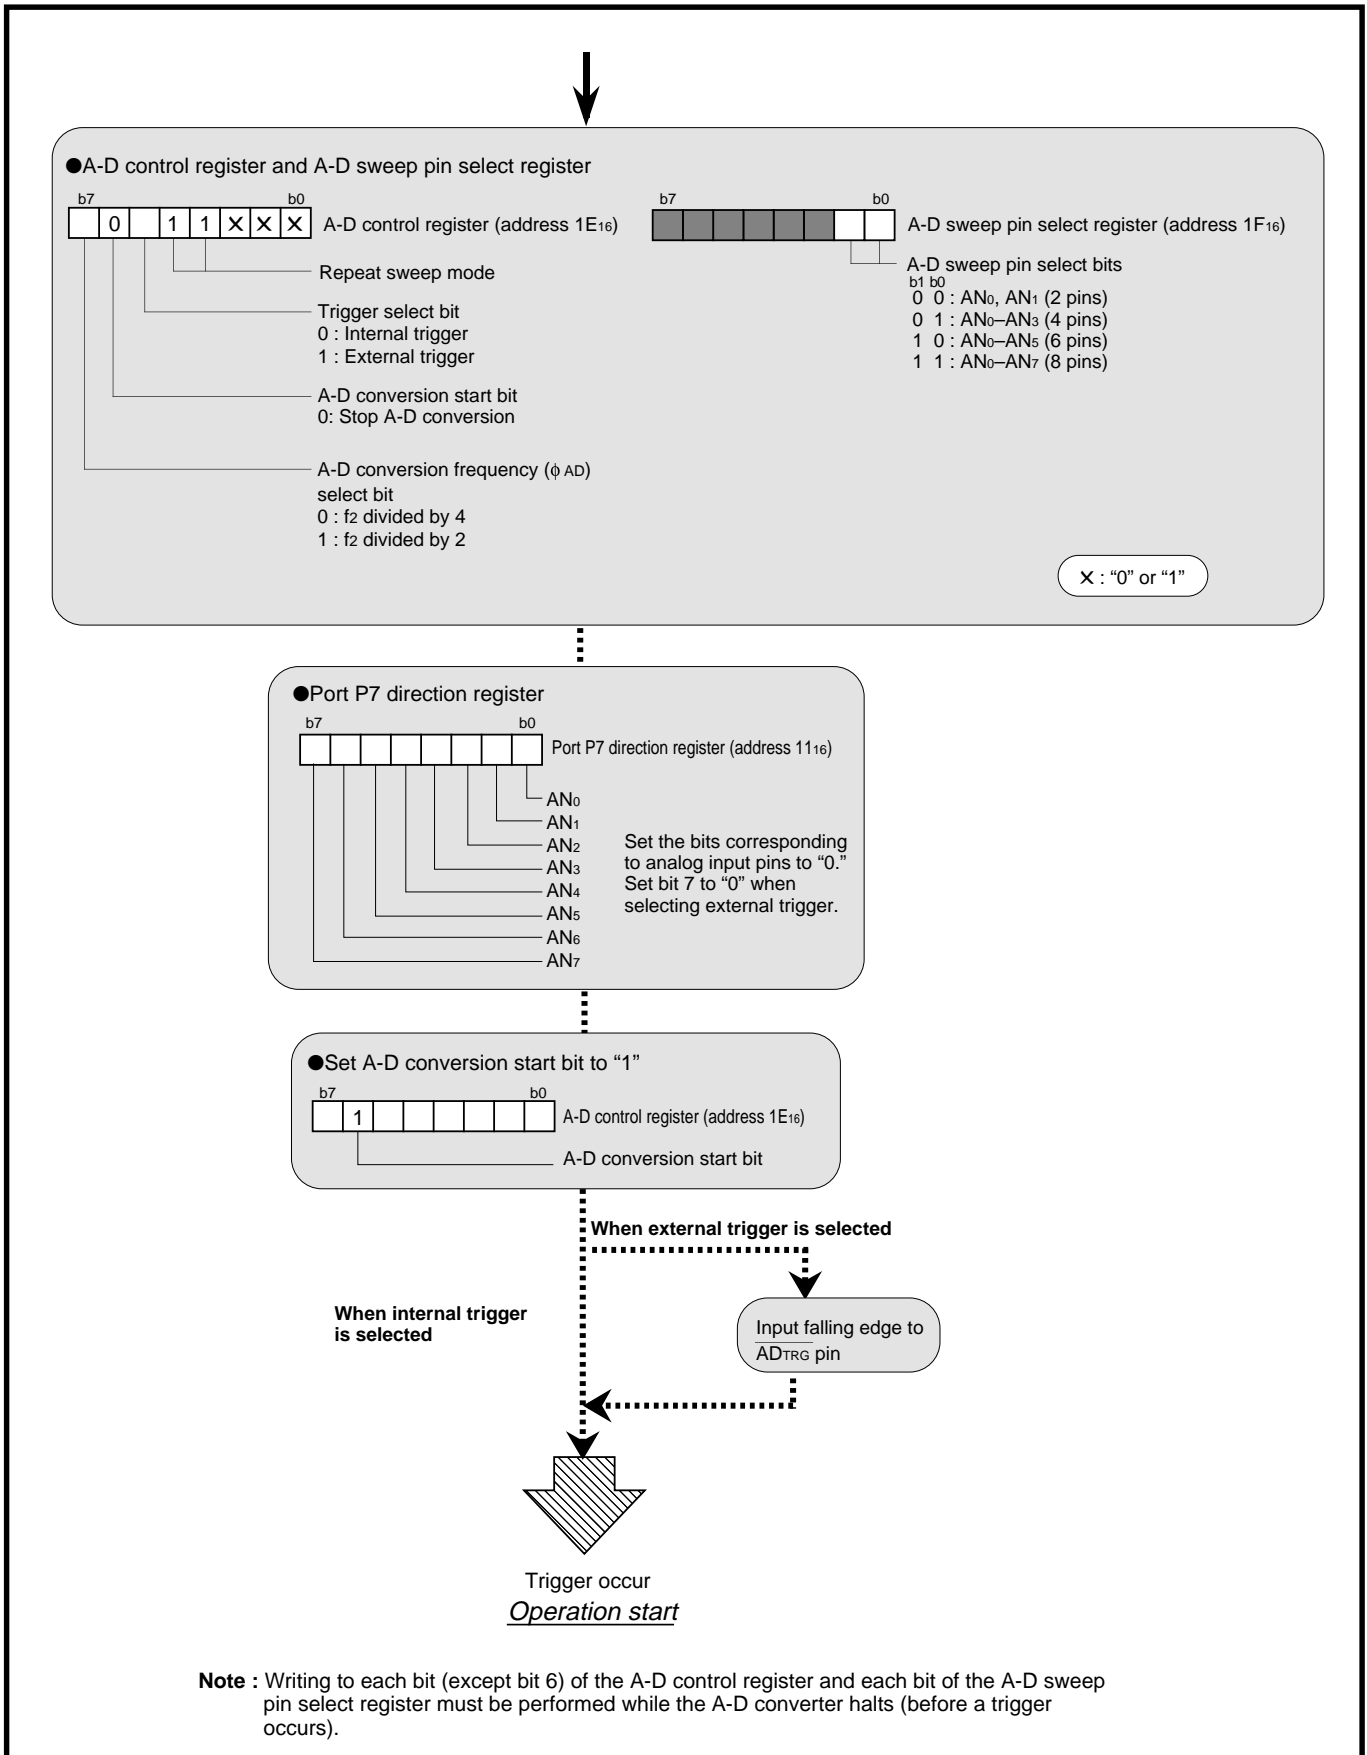 ●A-D control register and A-D sweep pin select register
b7 b0
0 1 1 × × × A-D control register (address 1E16)
Repeat sweep mode
Trigger select bit
0 : Internal trigger
1 : External trigger
A-D conversion start bit
0: Stop A-D conversion
A-D conversion frequency (ϕ AD)
select bit
0 : f2 divided by 4
1 : f2 divided by 2
b7 b0
A-D sweep pin select register (address 1F16)
A-D sweep pin select bits
b1 b0
0 0 : AN0, AN1 (2 pins)
0 1 : AN0–AN3 (4 pins)
1 0 : AN0–AN5 (6 pins)
1 1 : AN0–AN7 (8 pins)
× : “0” or “1”
●Port P7 direction register
b7 b0
Port P7 direction register (address 1116)
AN0
AN1
AN2
AN3
AN4
AN5
AN6
AN7
Set the bits corresponding
to analog input pins to “0.”
Set bit 7 to “0” when
selecting external trigger.
●Set A-D conversion start bit to “1”
b7 b0
1 A-D control register (address 1E16)
A-D conversion start bit
When external trigger is selected
When internal trigger
is selected
Input falling edge to
ADTRG pin
Trigger occur
Operation start
Note : Writing to each bit (except bit 6) of the A-D control register and each bit of the A-D sweep
pin select register must be performed while the A-D converter halts (before a trigger
occurs).